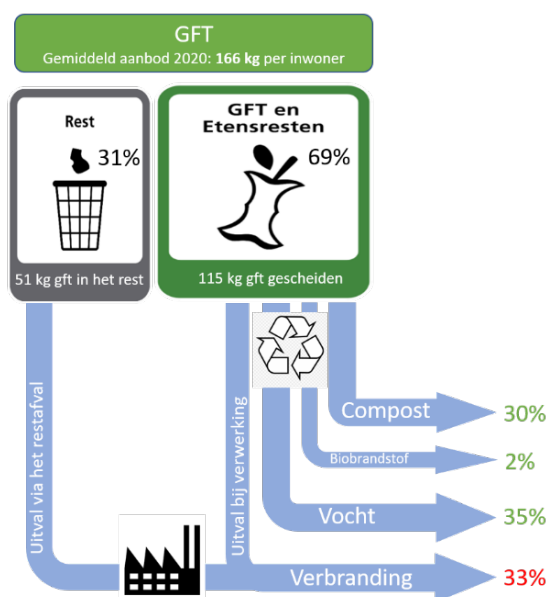 GFT
Gemiddeld aanbod 2020: 166 kg per inwoner
Rest
31%
51 kg gft in het rest
GFT en
Etensresten
69%
115 kg gft gescheiden
Uitval via het restafval
Uitval bij verwerking
Compost
30%
Biobrandstof
2%
Vocht
35%
Verbranding
33%